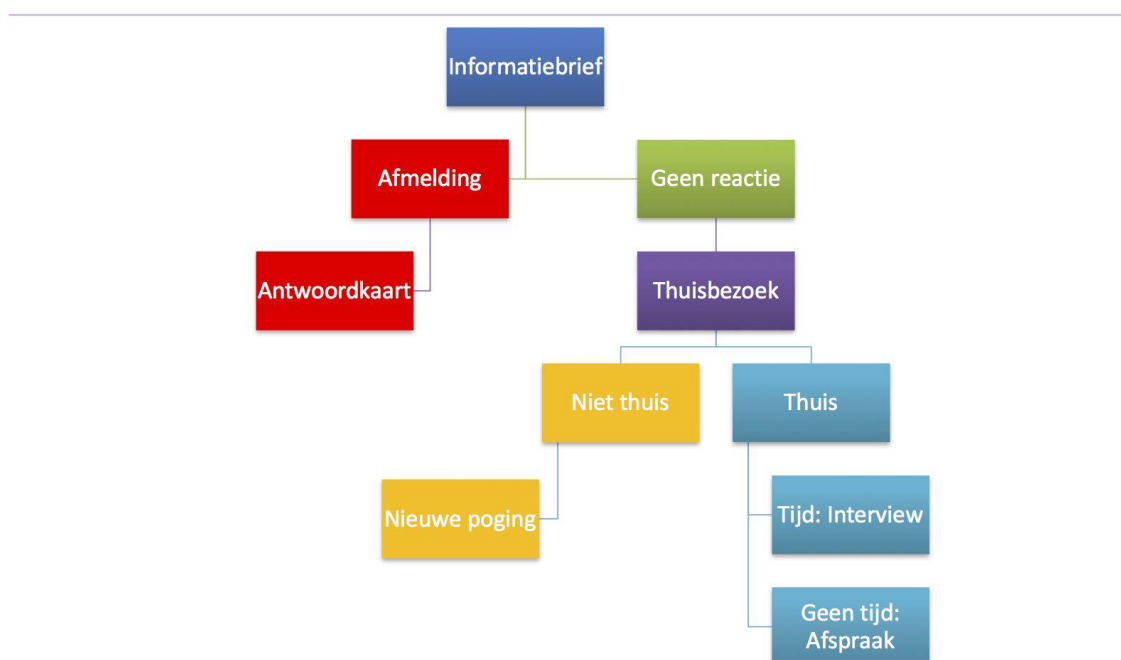 Informatiebrief
Afmelding
Geen reactie
Antwoordkaart
Thuisbezoek
Niet thuis
Thuis
Nieuwe poging
Tijd: Interview
Geen tijd:
Afspraak